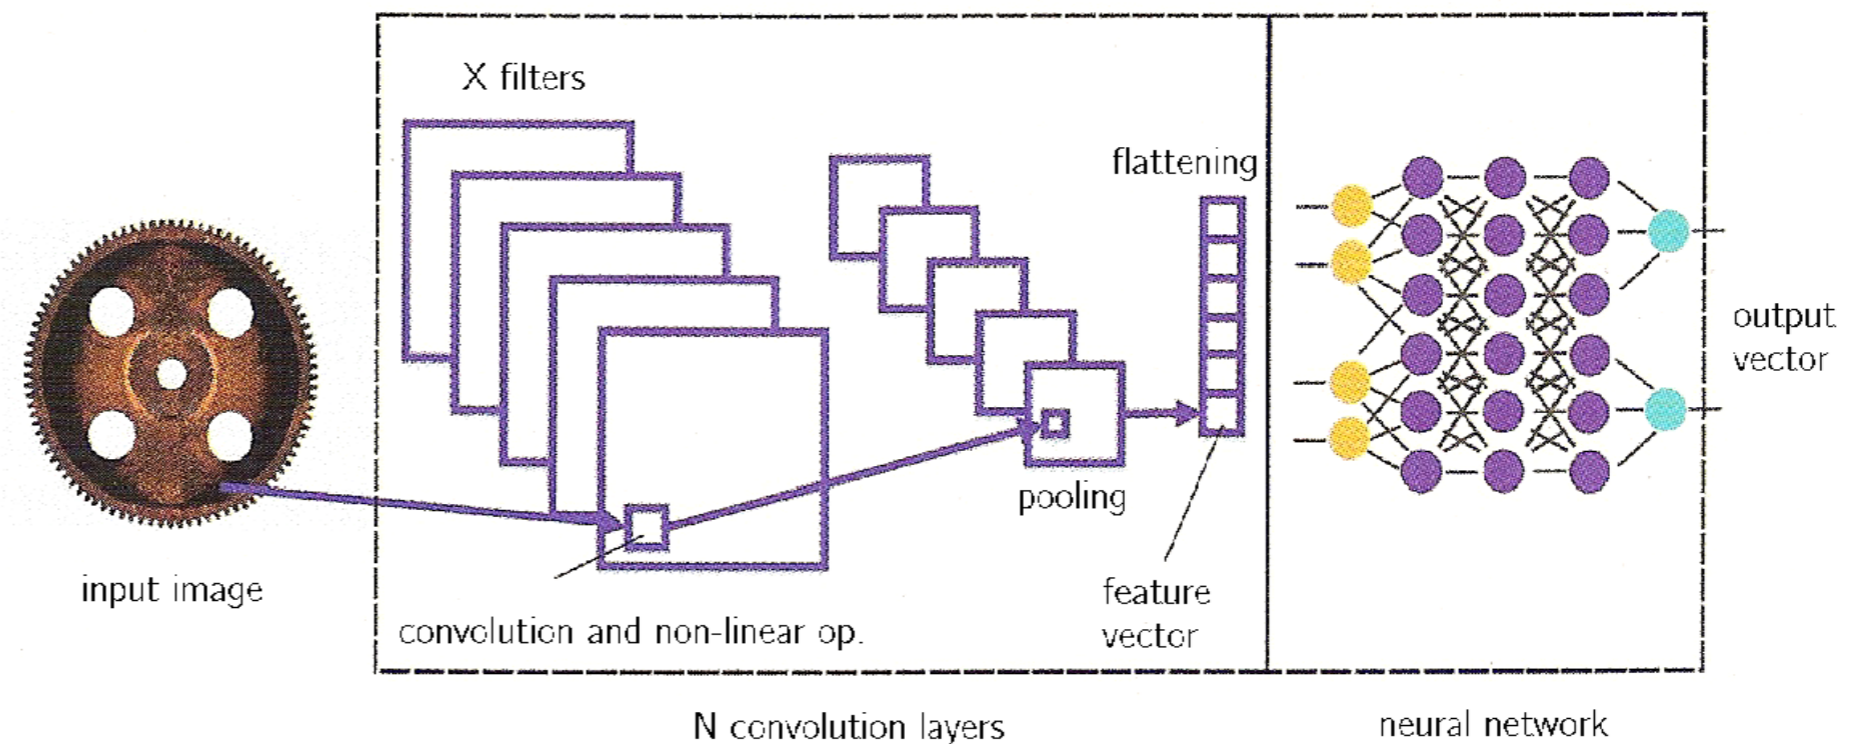 X filters
flattening
output
vector
pooling
input image
feature
vector
convolution and non-linear op.
N convolution layers
neural network